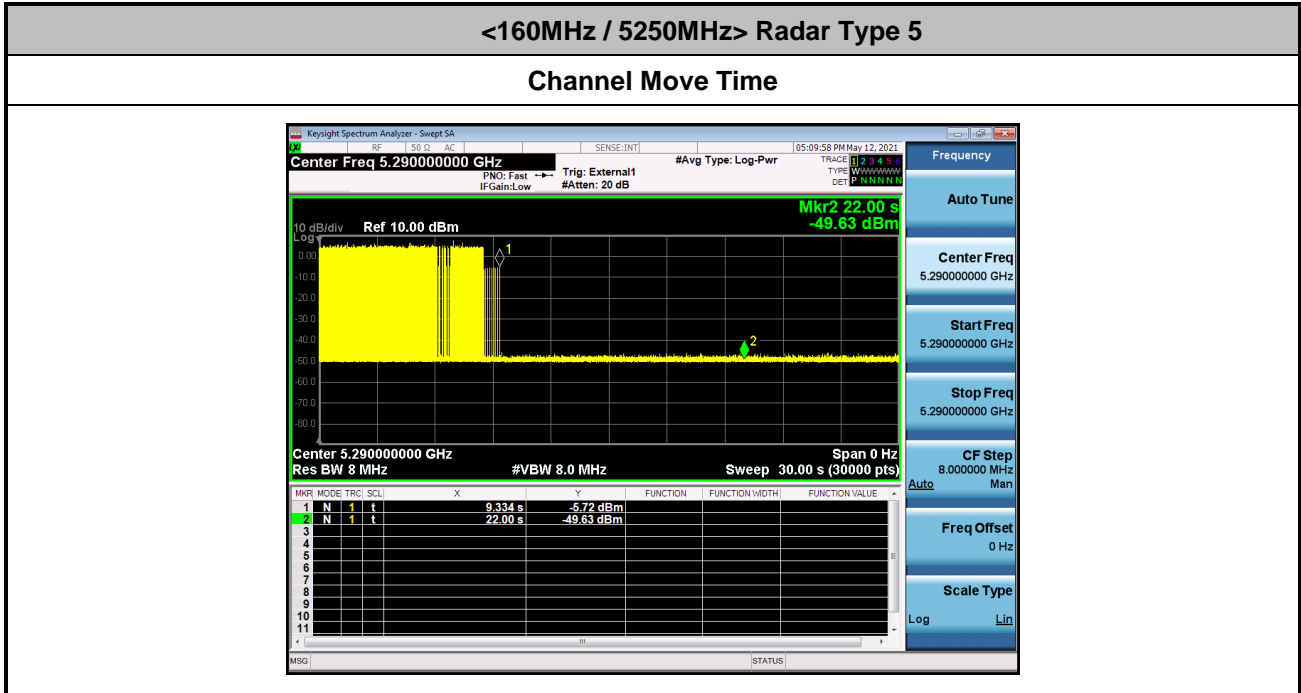 <160MHz / 5250MHz> Radar Type 5
Channel Move Time
Keysight Spectrum Analyzer - Swept SA
LXI RF 50 Ω AC SENSE:INT 05:09:58 PM May 12, 2021
Center Freq 5.290000000 GHz
PNO: Fast
IFGain:Low
Trig: External1
#Atten: 20 dB
#Avg Type: Log-Pwr
TRACE 1 2 3 4 5 6
TYPE WWWWWW
DET P N N N N N
Mkr2 22.00 s
-49.63 dBm
10 dB/div Ref 10.00 dBm
Log
0.00
-10.0
-20.0
-30.0
-40.0
-50.0
-60.0
-70.0
-80.0
1
2
Center 5.290000000 GHz Span 0 Hz
Res BW 8 MHz #VBW 8.0 MHz Sweep 30.00 s (30000 pts)
MKR MODE TRC SCL X Y FUNCTION FUNCTION WIDTH FUNCTION VALUE
1 N 1 t 9.334 s -5.72 dBm
2 N 1 t 22.00 s -49.63 dBm
3
4
5
6
7
8
9
10
11
MSG STATUS
Frequency
Auto Tune
Center Freq
5.290000000 GHz
Start Freq
5.290000000 GHz
Stop Freq
5.290000000 GHz
CF Step
8.000000 MHz
Auto Man
Freq Offset
0 Hz
Scale Type
Log Lin